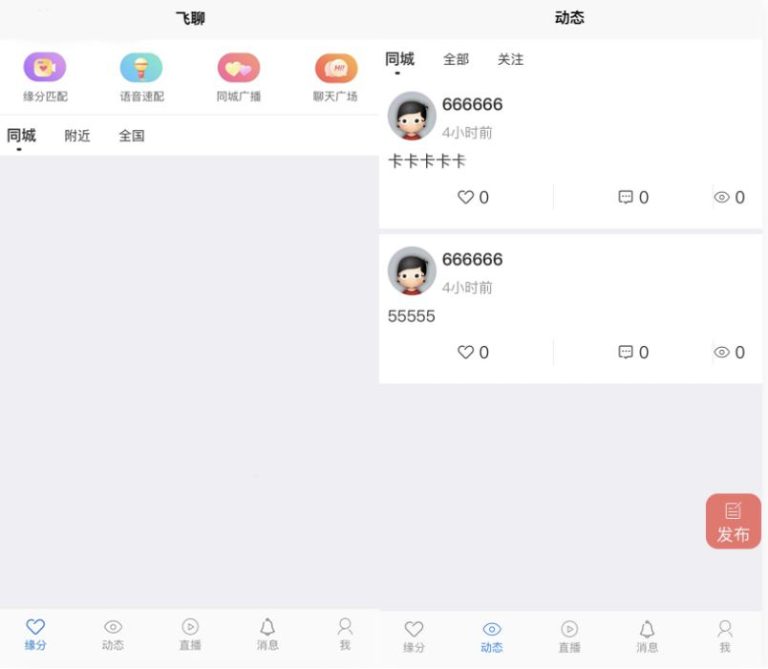 飞聊
缘分匹配 语音速配 同城广播 聊天广场
同城 附近 全国
缘分 动态 直播 消息 我
动态
同城 全部 关注
666666
4小时前
卡卡卡卡卡
0 0 0
666666
4小时前
55555
0 0 0
发布
缘分 动态 直播 消息 我